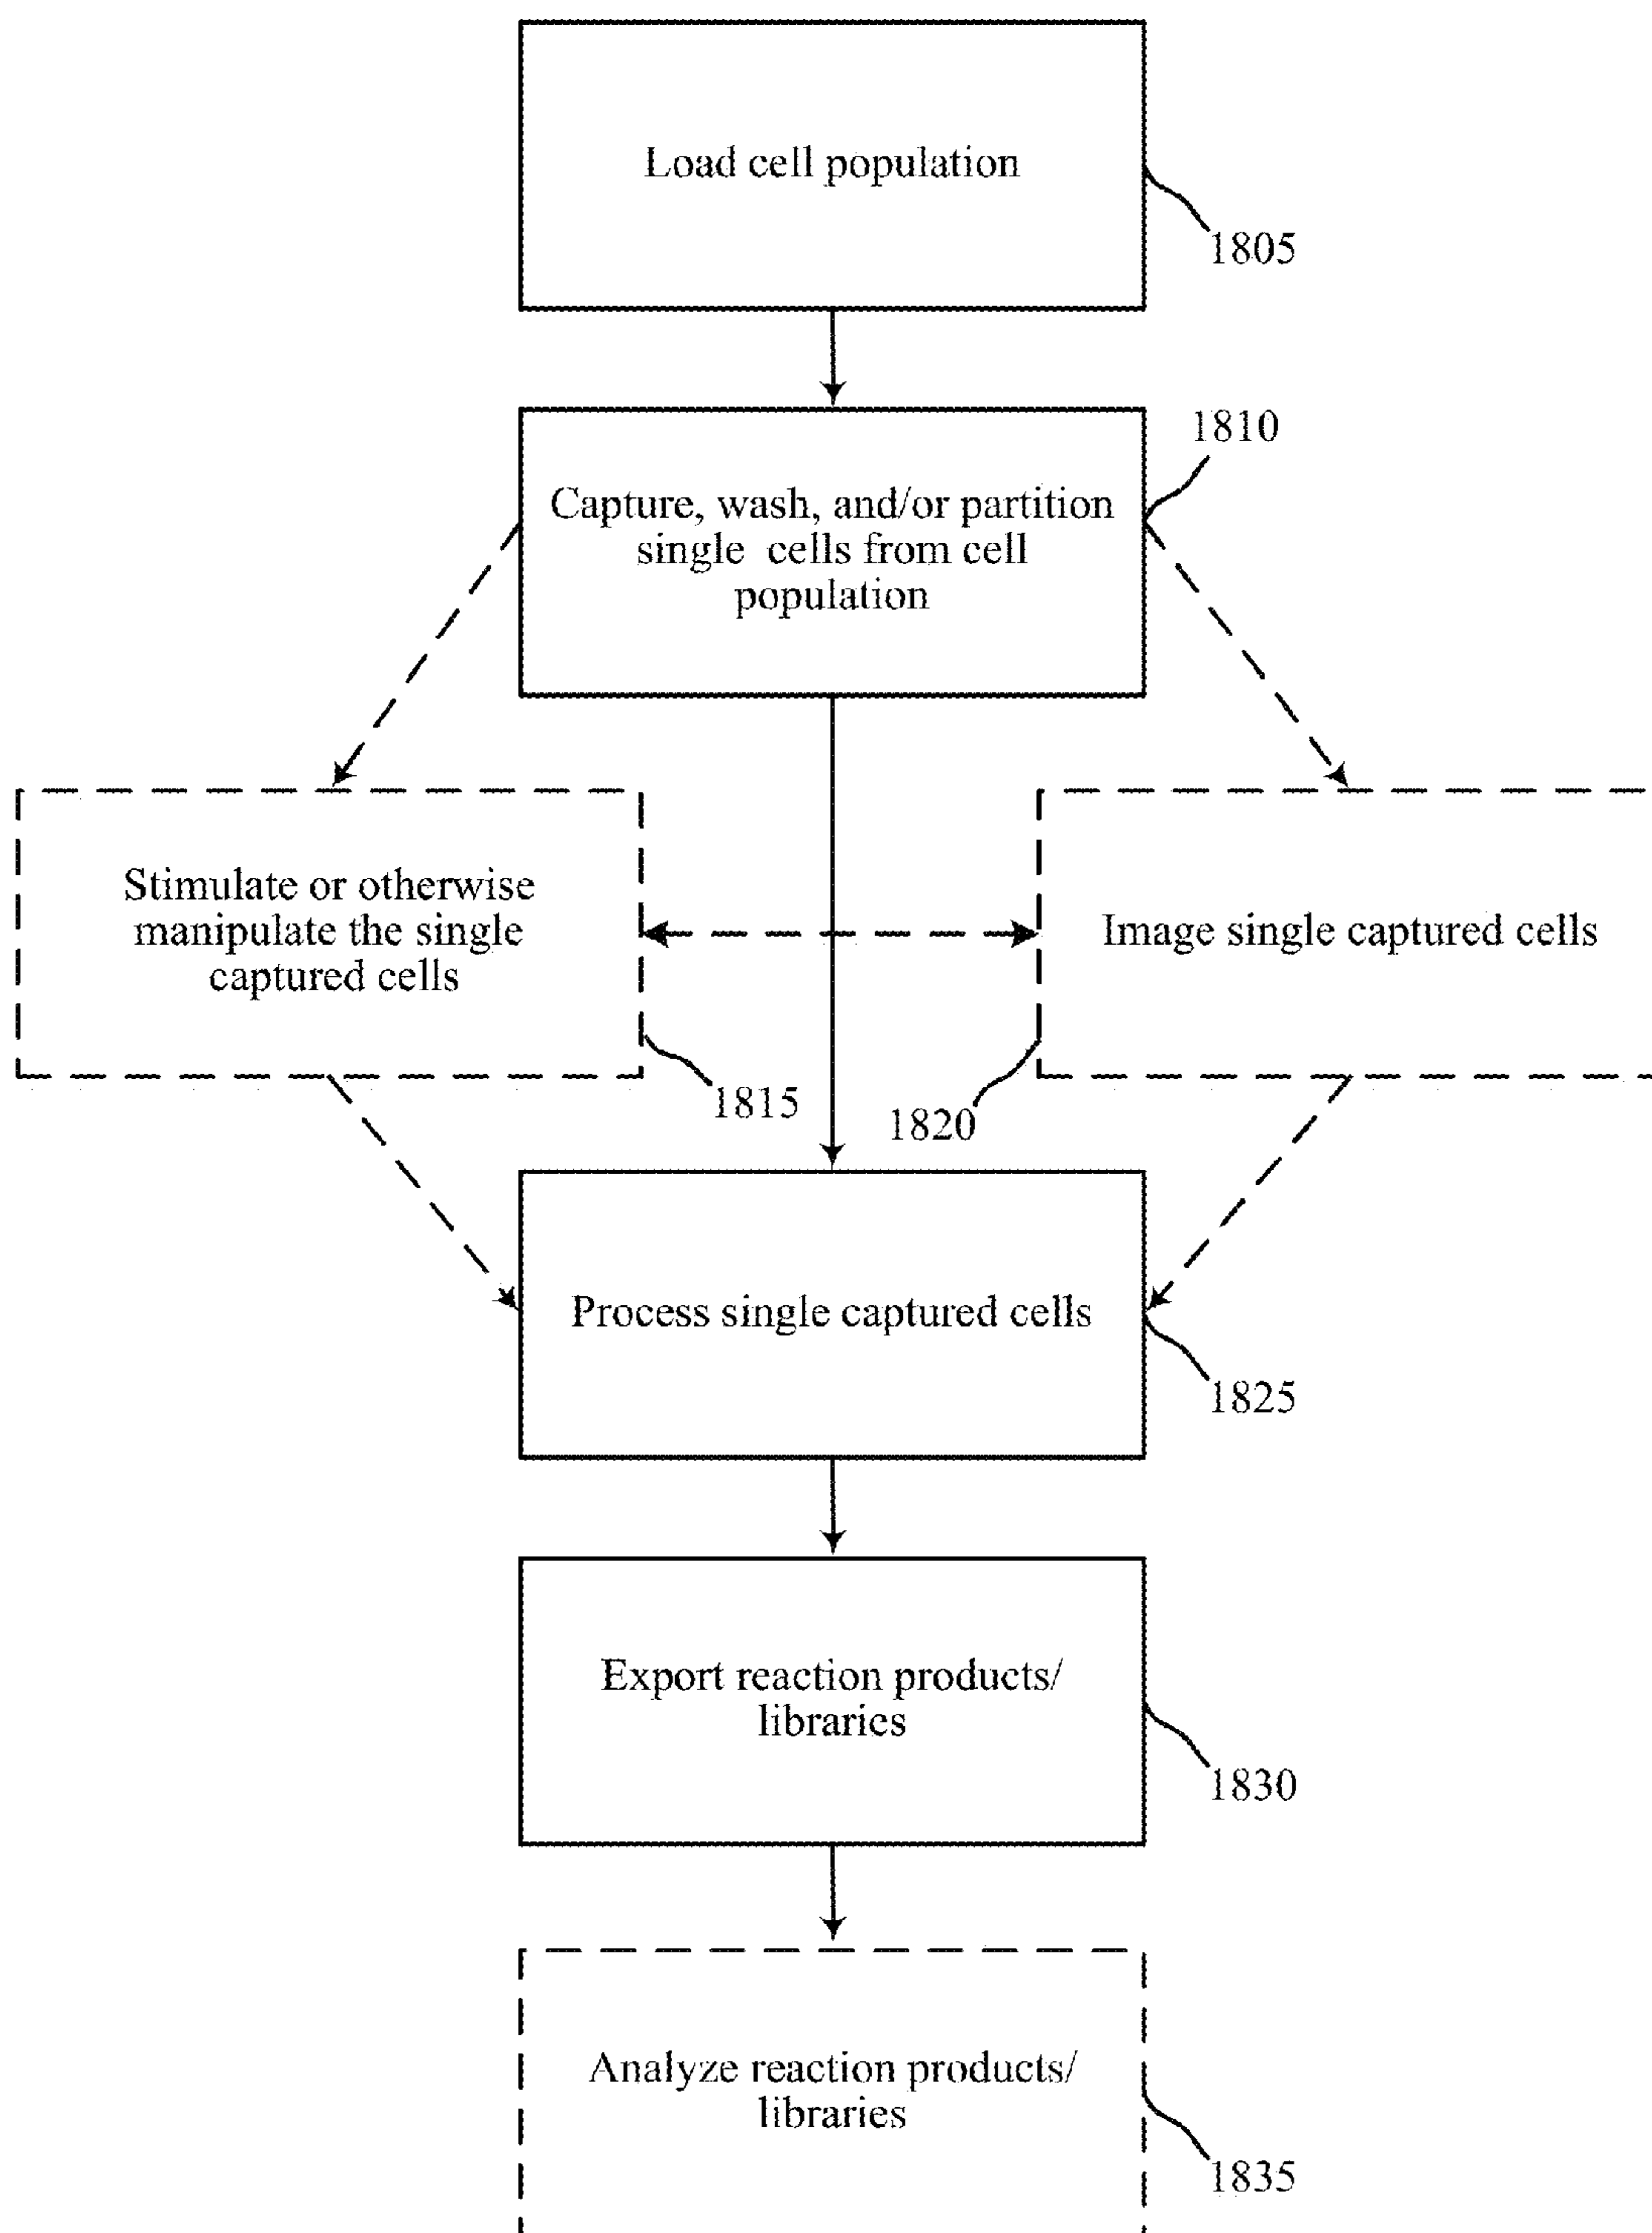 Load cell population
1805
1810
Capture, wash, and/or partition
single cells from cell
population
Stimulate or otherwise
manipulate the single
captured cells
Image single captured cells
1815
1820
Process single captured cells
1825
Export reaction products/
libraries
1830
Analyze reaction products/
libraries
1835